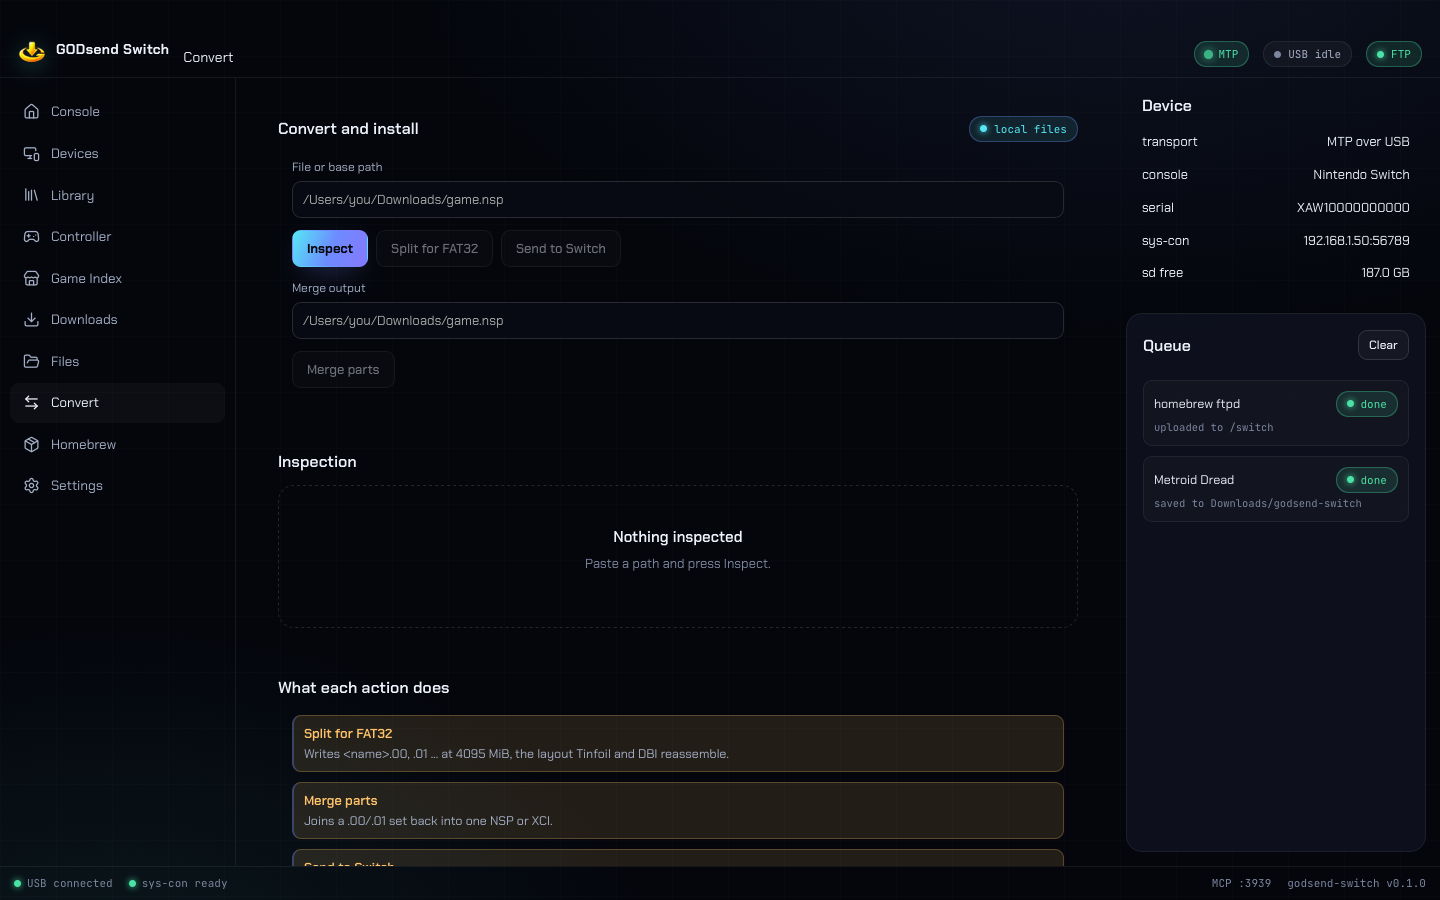 GODsend Switch
Convert
MTP
USB idle
FTP
Console
Devices
Library
Controller
Game Index
Downloads
Files
Convert
Homebrew
Settings
Convert and install
local files
File or base path
/Users/you/Downloads/game.nsp
Inspect
Split for FAT32
Send to Switch
Merge output
/Users/you/Downloads/game.nsp
Merge parts
Inspection
Nothing inspected
Paste a path and press Inspect.
What each action does
Split for FAT32
Writes <name>.00, .01 … at 4095 MiB, the layout Tinfoil and DBI reassemble.
Merge parts
Joins a .00/.01 set back into one NSP or XCI.
Send to Switch
Device
transport MTP over USB
console Nintendo Switch
serial XAW10000000000
sys-con 192.168.1.50:56789
sd free 187.0 GB
Queue
Clear
homebrew ftpd
done
uploaded to /switch
Metroid Dread
done
saved to Downloads/godsend-switch
USB connected
sys-con ready
MCP :3939
godsend-switch v0.1.0